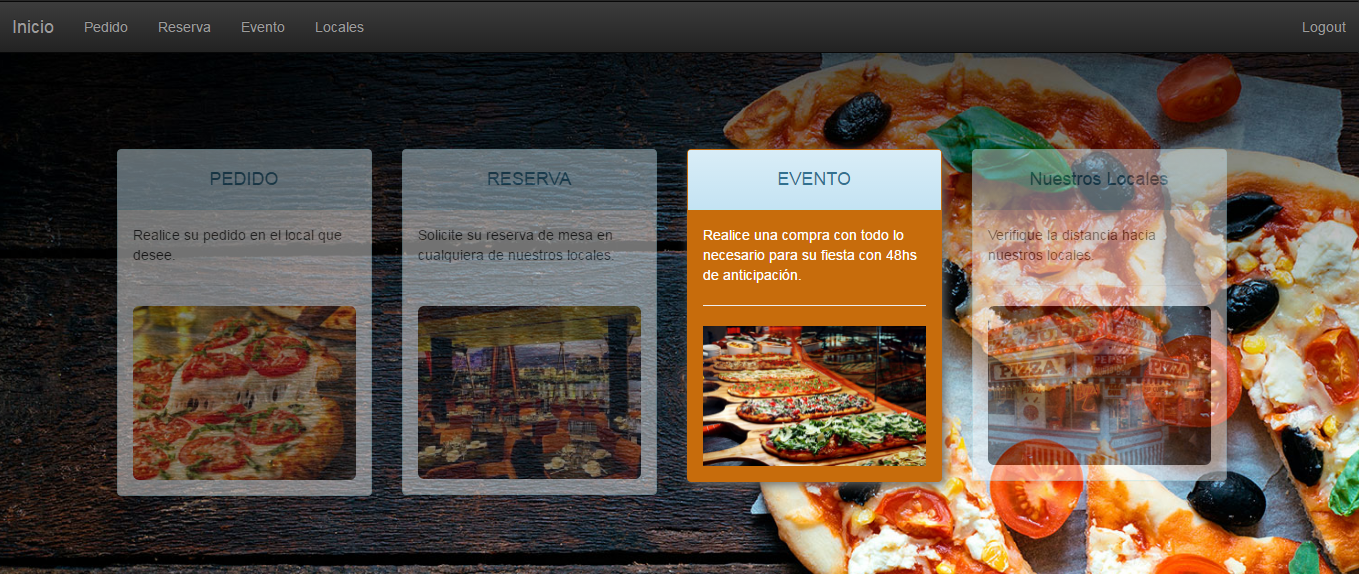 Inicio Pedido Reserva Evento Locales Logout
PEDIDO
Realice su pedido en el local que
desee.
RESERVA
Solicite su reserva de mesa en
cualquiera de nuestros locales.
EVENTO
Realice una compra con todo lo
necesario para su fiesta con 48hs
de anticipación.
Nuestros Locales
Verifique la distancia hacia
nuestros locales.
PIZZA
PEPSI
PIZZA